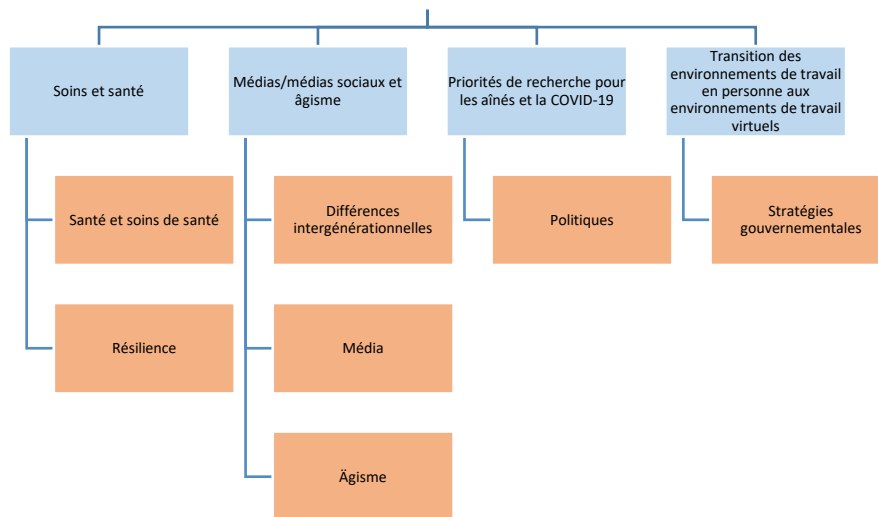 Soins et santé
Médias/médias sociaux et
âgisme
Priorités de recherche pour
les aînés et la COVID-19
Transition des
environnements de travail
en personne aux
environnements de travail
virtuels
Santé et soins de santé
Différences
intergénérationnelles
Politiques
Stratégies
gouvernementales
Résilience
Média
Ägisme